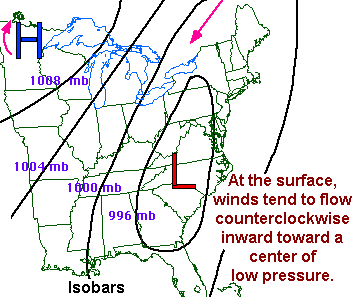 H
1008 mb
1004 mb
1000 mb
996 mb
L
At the surface,
winds tend to flow
counterclockwise
inward toward a
center of
low pressure.
Isobars